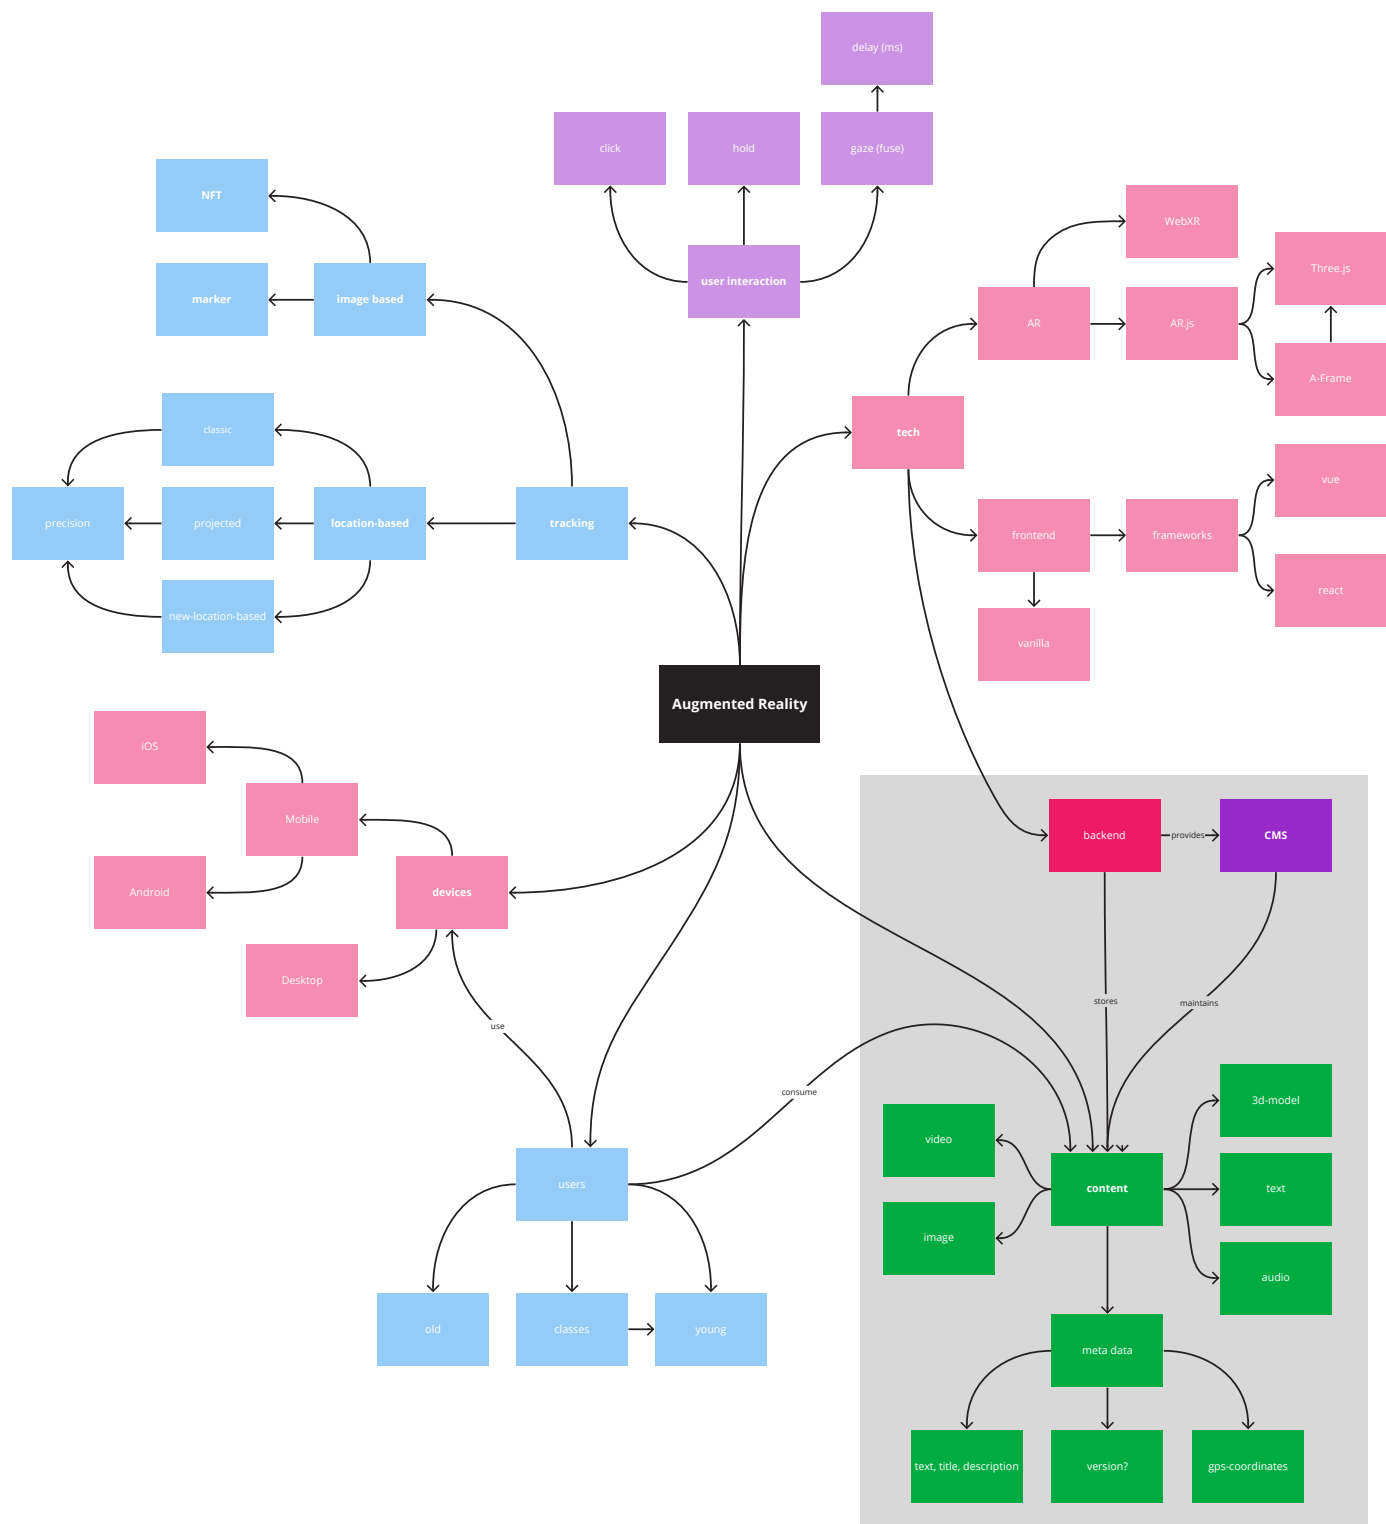 delay (ms)
click
hold
gaze (fuse)
NFT
WebXR
Three.js
user interaction
marker
image based
AR
AR.js
A-Frame
classic
tech
vue
precision
projected
location-based
tracking
frontend
frameworks
react
new-location-based
vanilla
Augmented Reality
iOS
Mobile
backend
provides
CMS
Android
devices
Desktop
stores
maintains
use
consume
3d-model
video
users
content
text
image
audio
old
classes
young
meta data
text, title, description
version?
gps-coordinates